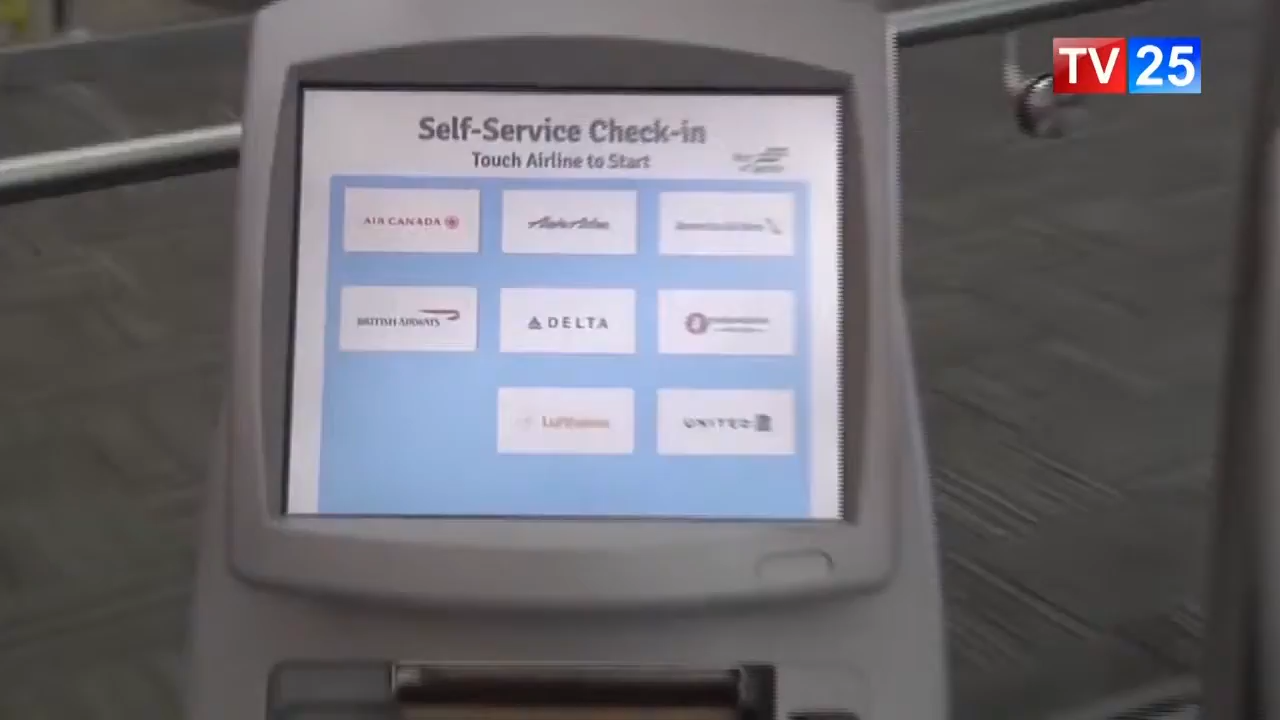 TV 25
Self-Service Check-in
Touch Airline to Start
AIR CANADA
BRITISH AIRWAYS
DELTA
Lufthansa
UNITED